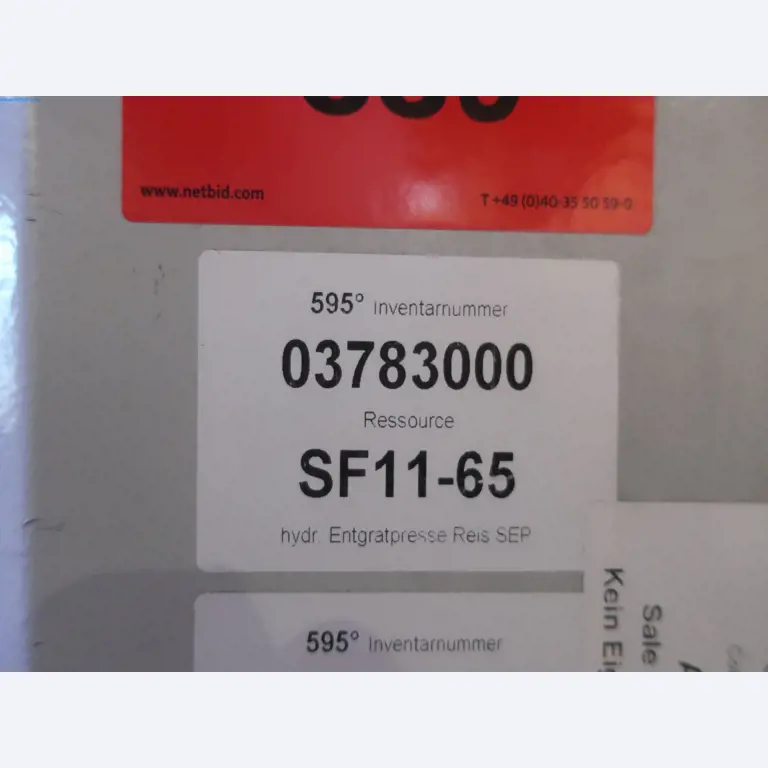 www.netbid.com
T +49 (0)40-35 50 59-0
595° Inventarnummer
03783000
Ressource
SF11-65
hydr. Entgratpresse Reis SEP
595° Inventarnummer
Sale
Kein